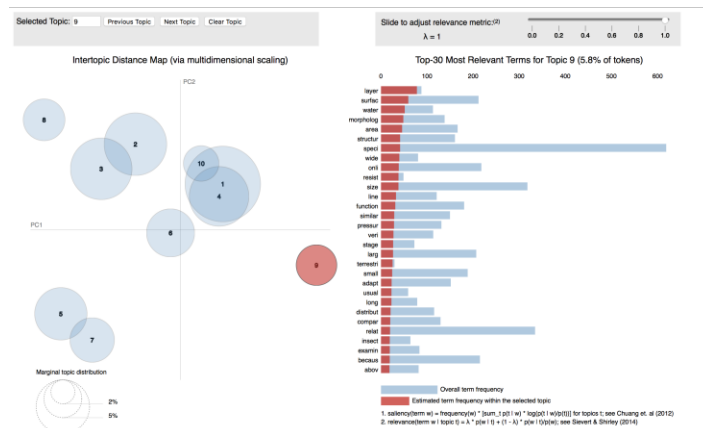 Selected Topic: 9 Previous Topic Next Topic Clear Topic
Slide to adjust relevance metric:(2)
λ = 1
0.0 0.2 0.4 0.6 0.8 1.0
Intertopic Distance Map (via multidimensional scaling)
PC2
PC1
8
2
3
10
1
4
6
9
5
7
Marginal topic distribution
2%
5%
Top-30 Most Relevant Terms for Topic 9 (5.8% of tokens)
0 100 200 300 400 500 600
layer
surfac
water
morpholog
area
structur
speci
wide
onli
resist
size
line
function
similar
pressur
veri
stage
larg
terrestri
small
adapt
usual
long
distribut
compar
relat
insect
examin
becaus
abov
Overall term frequency
Estimated term frequency within the selected topic
1. saliency(term w) = frequency(w) * [sum_t p(t | w) * log(p(t | w)/p(t))] for topics t; see Chuang et. al (2012)
2. relevance(term w | topic t) = λ * p(w | t) + (1 - λ) * p(w | t)/p(w); see Sievert & Shirley (2014)